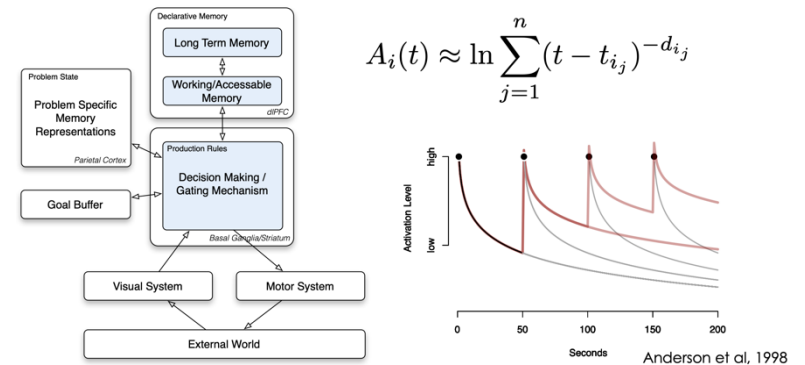 Declarative Memory
Long Term Memory
Working/Accessable
Memory
dlPFC
Problem State
Problem Specific
Memory
Representations
Parietal Cortex
Production Rules
Decision Making /
Gating Mechanism
Basal Ganglia/Striatum
Goal Buffer
Visual System
Motor System
External World
A_i(t) ≈ ln ∑_{j=1}^{n} (t − t_{i_j})^{−d_{i_j}}
high
low
Activation Level
0 50 100 150 200
Seconds
Anderson et al, 1998